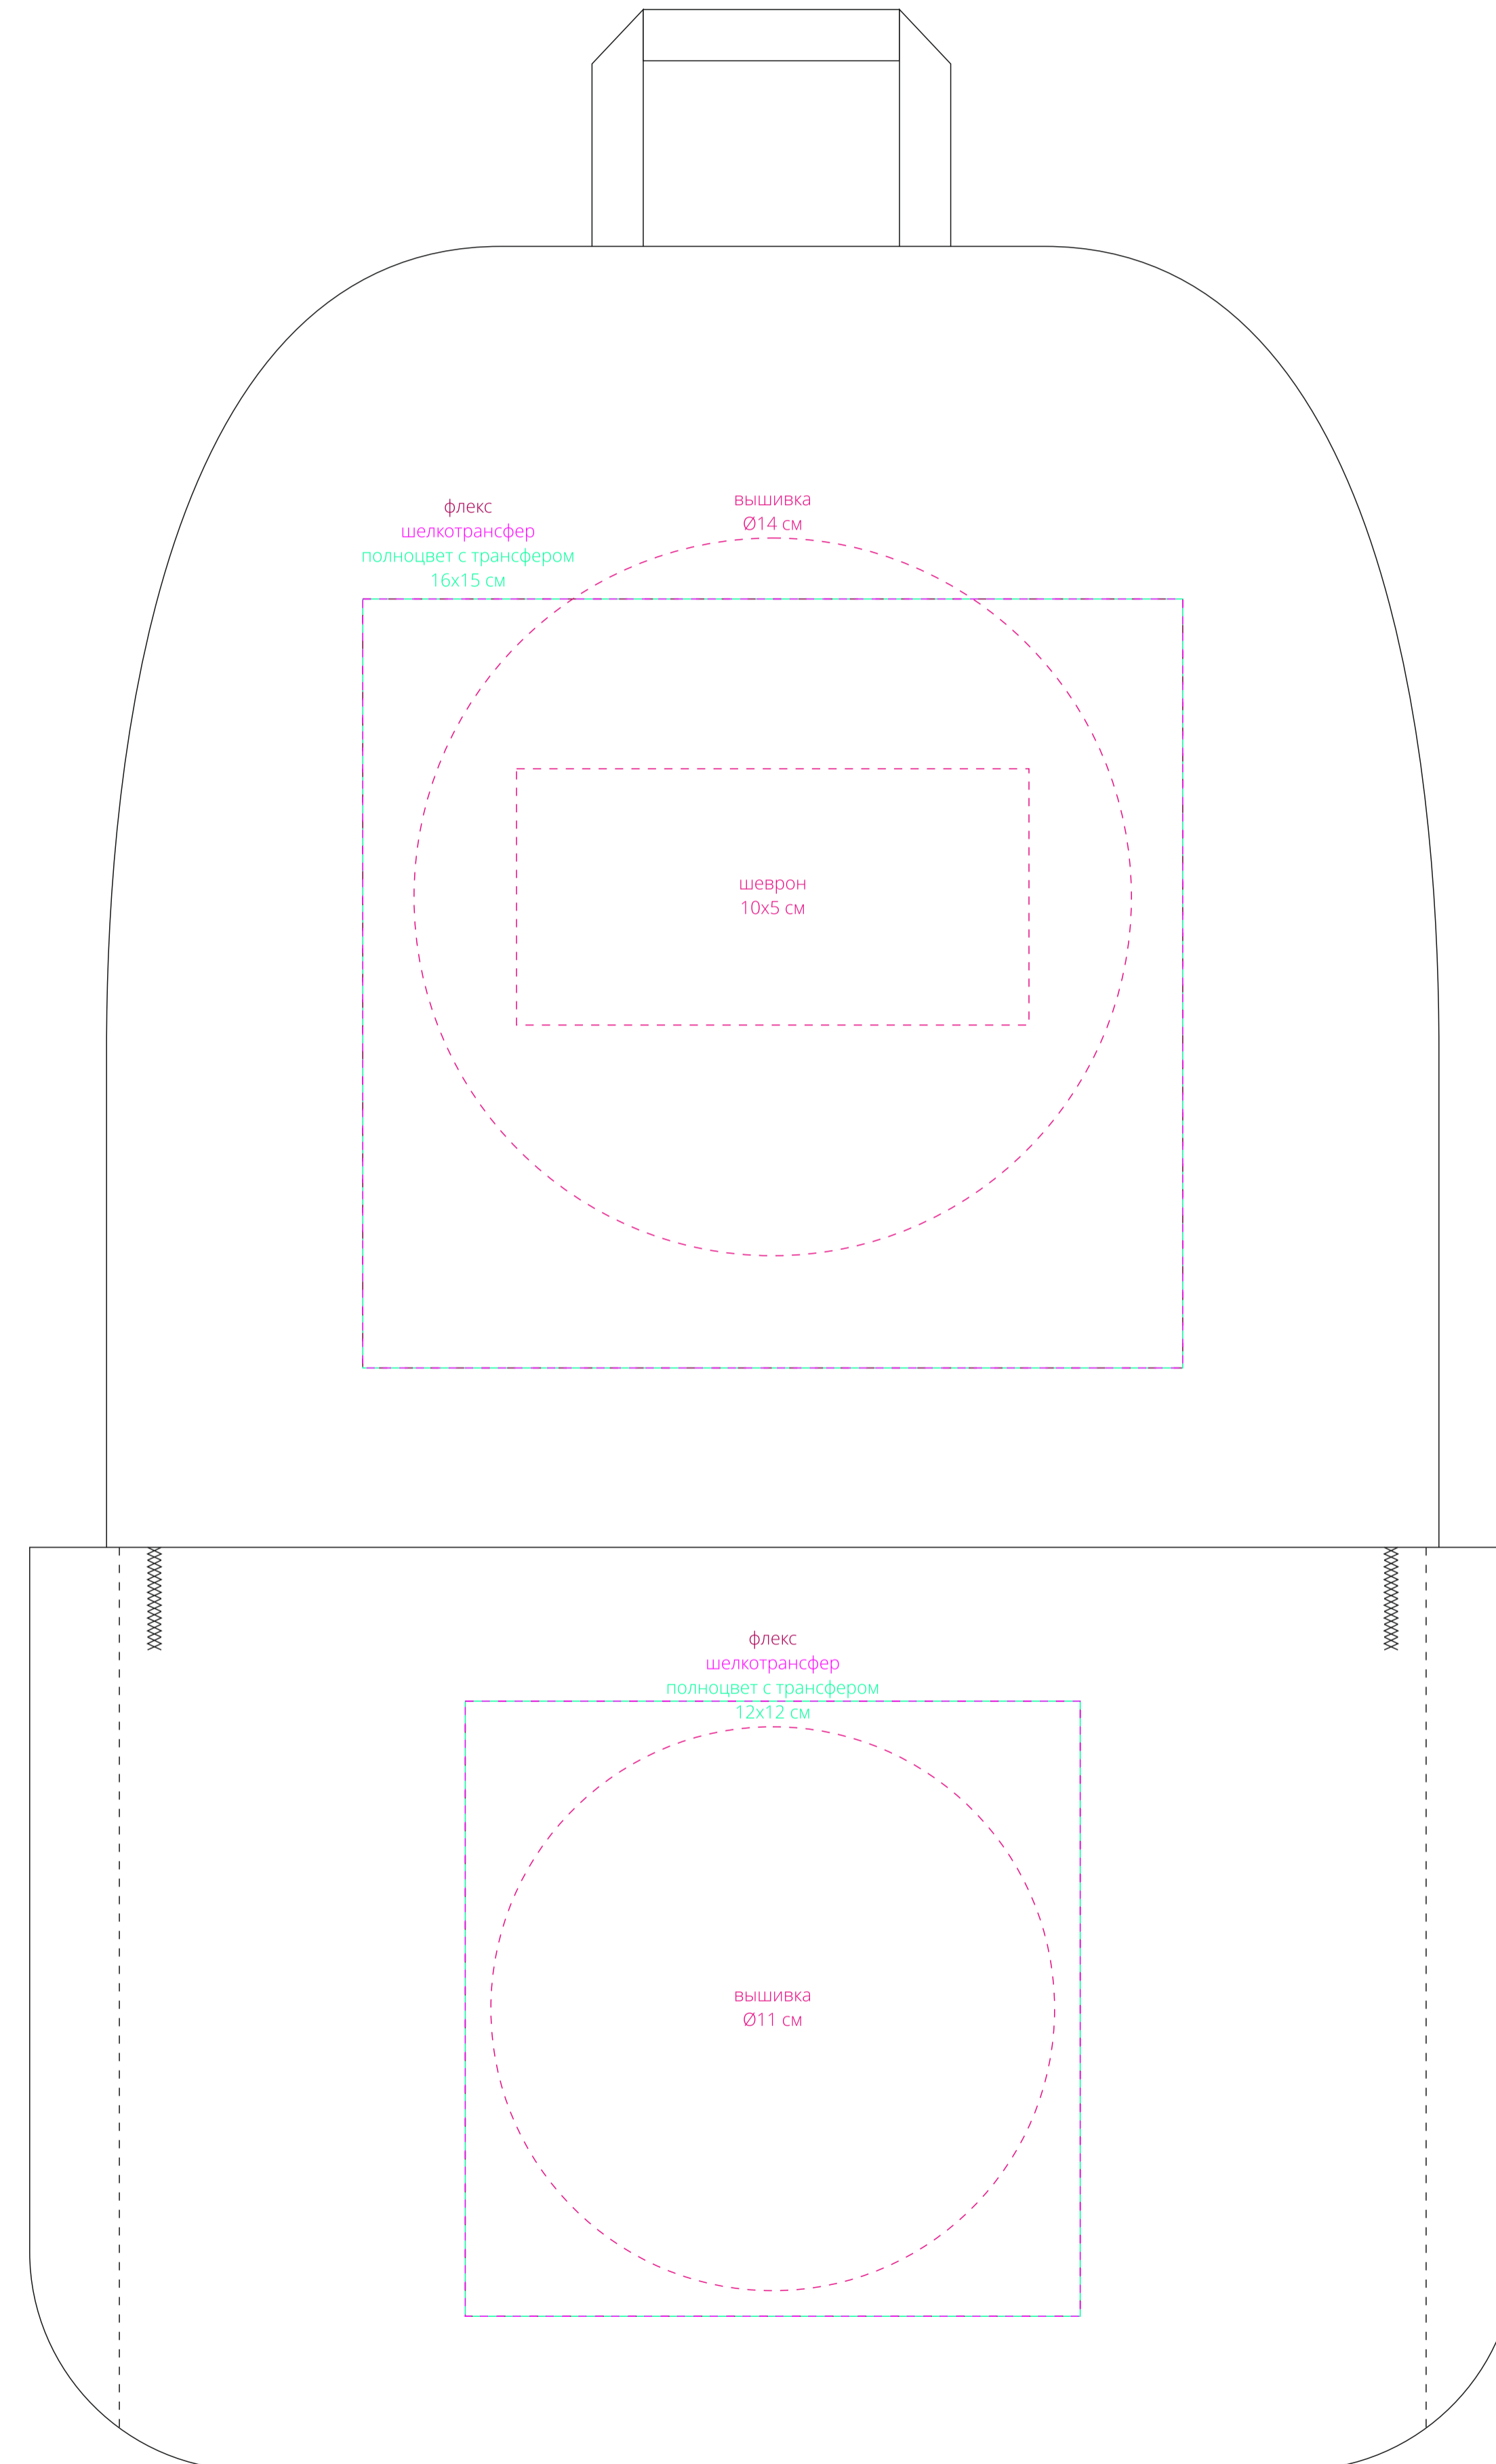 флекс
шелкотрансфер
полноцвет с трансфером
16х15 см
вышивка
Ø14 см
шеврон
10х5 см
флекс
шелкотрансфер
полноцвет с трансфером
12х12 см
вышивка
Ø11 см